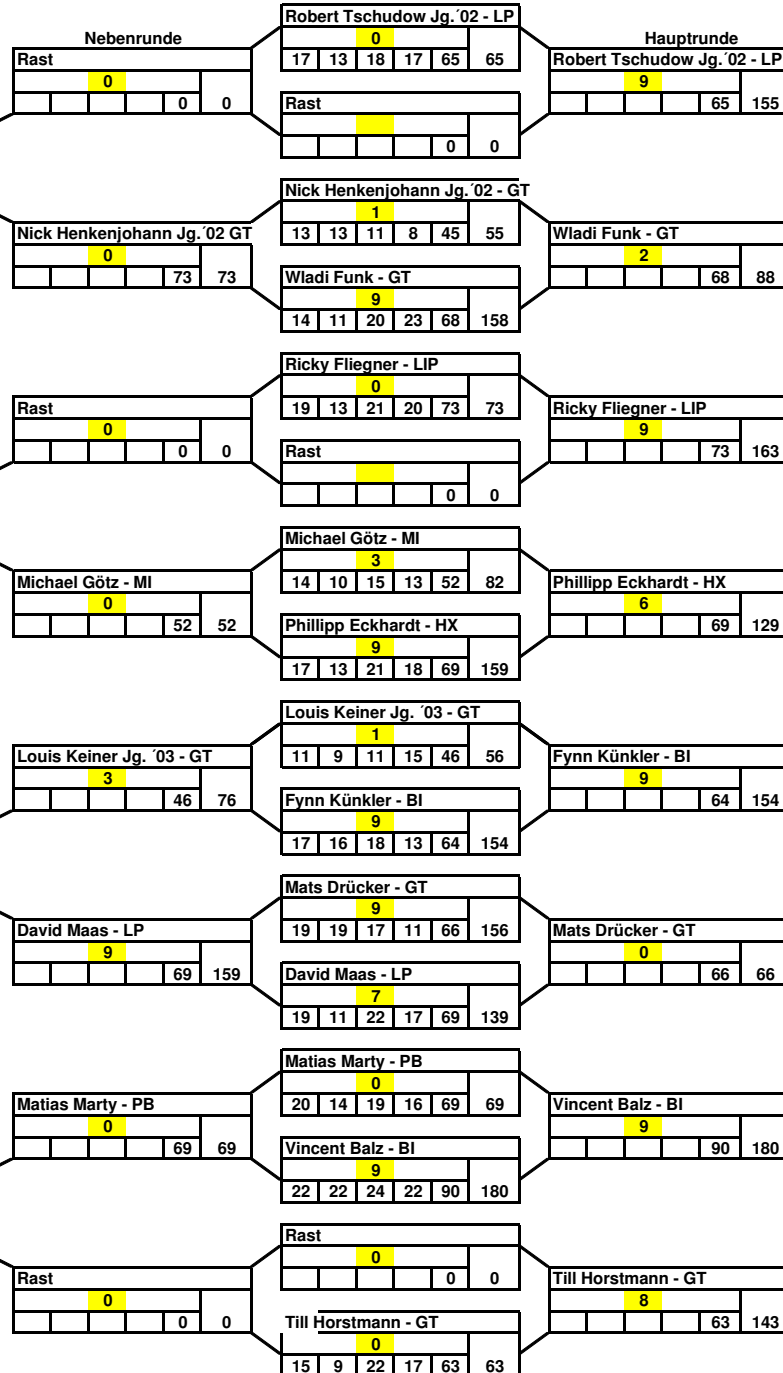 Robert Tschudow Jg.´02 - LP
Nebenrunde 0 Hauptrunde
Rast 17 13 18 17 65 65 Robert Tschudow Jg.´02 - LP
0 9
0 0 Rast 65 155
0 0
Nick Henkenjohann Jg.´02 - GT
1
Nick Henkenjohann Jg.´02 GT 13 13 11 8 45 55 Wladi Funk - GT
0 2
73 73 Wladi Funk - GT 68 88
9
14 11 20 23 68 158
Ricky Fliegner - LIP
0
Rast 19 13 21 20 73 73 Ricky Fliegner - LIP
0 9
0 0 Rast 73 163
0 0
Michael Götz - MI
3
Michael Götz - MI 14 10 15 13 52 82 Phillipp Eckhardt - HX
0 6
52 52 Phillipp Eckhardt - HX 69 129
9
17 13 21 18 69 159
Louis Keiner Jg. ´03 - GT
1
Louis Keiner Jg. ´03 - GT 11 9 11 15 46 56 Fynn Künkler - BI
3 9
46 76 Fynn Künkler - BI 64 154
9
17 16 18 13 64 154
Mats Drücker - GT
9
David Maas - LP 19 19 17 11 66 156 Mats Drücker - GT
9 0
69 159 David Maas - LP 66 66
7
19 11 22 17 69 139
Matias Marty - PB
0
Matias Marty - PB 20 14 19 16 69 69 Vincent Balz - BI
0 9
69 69 Vincent Balz - BI 90 180
9
22 22 24 22 90 180
Rast
0
Rast 0 0 Till Horstmann - GT
0 8
0 0 Till Horstmann - GT 63 143
0
15 9 22 17 63 63